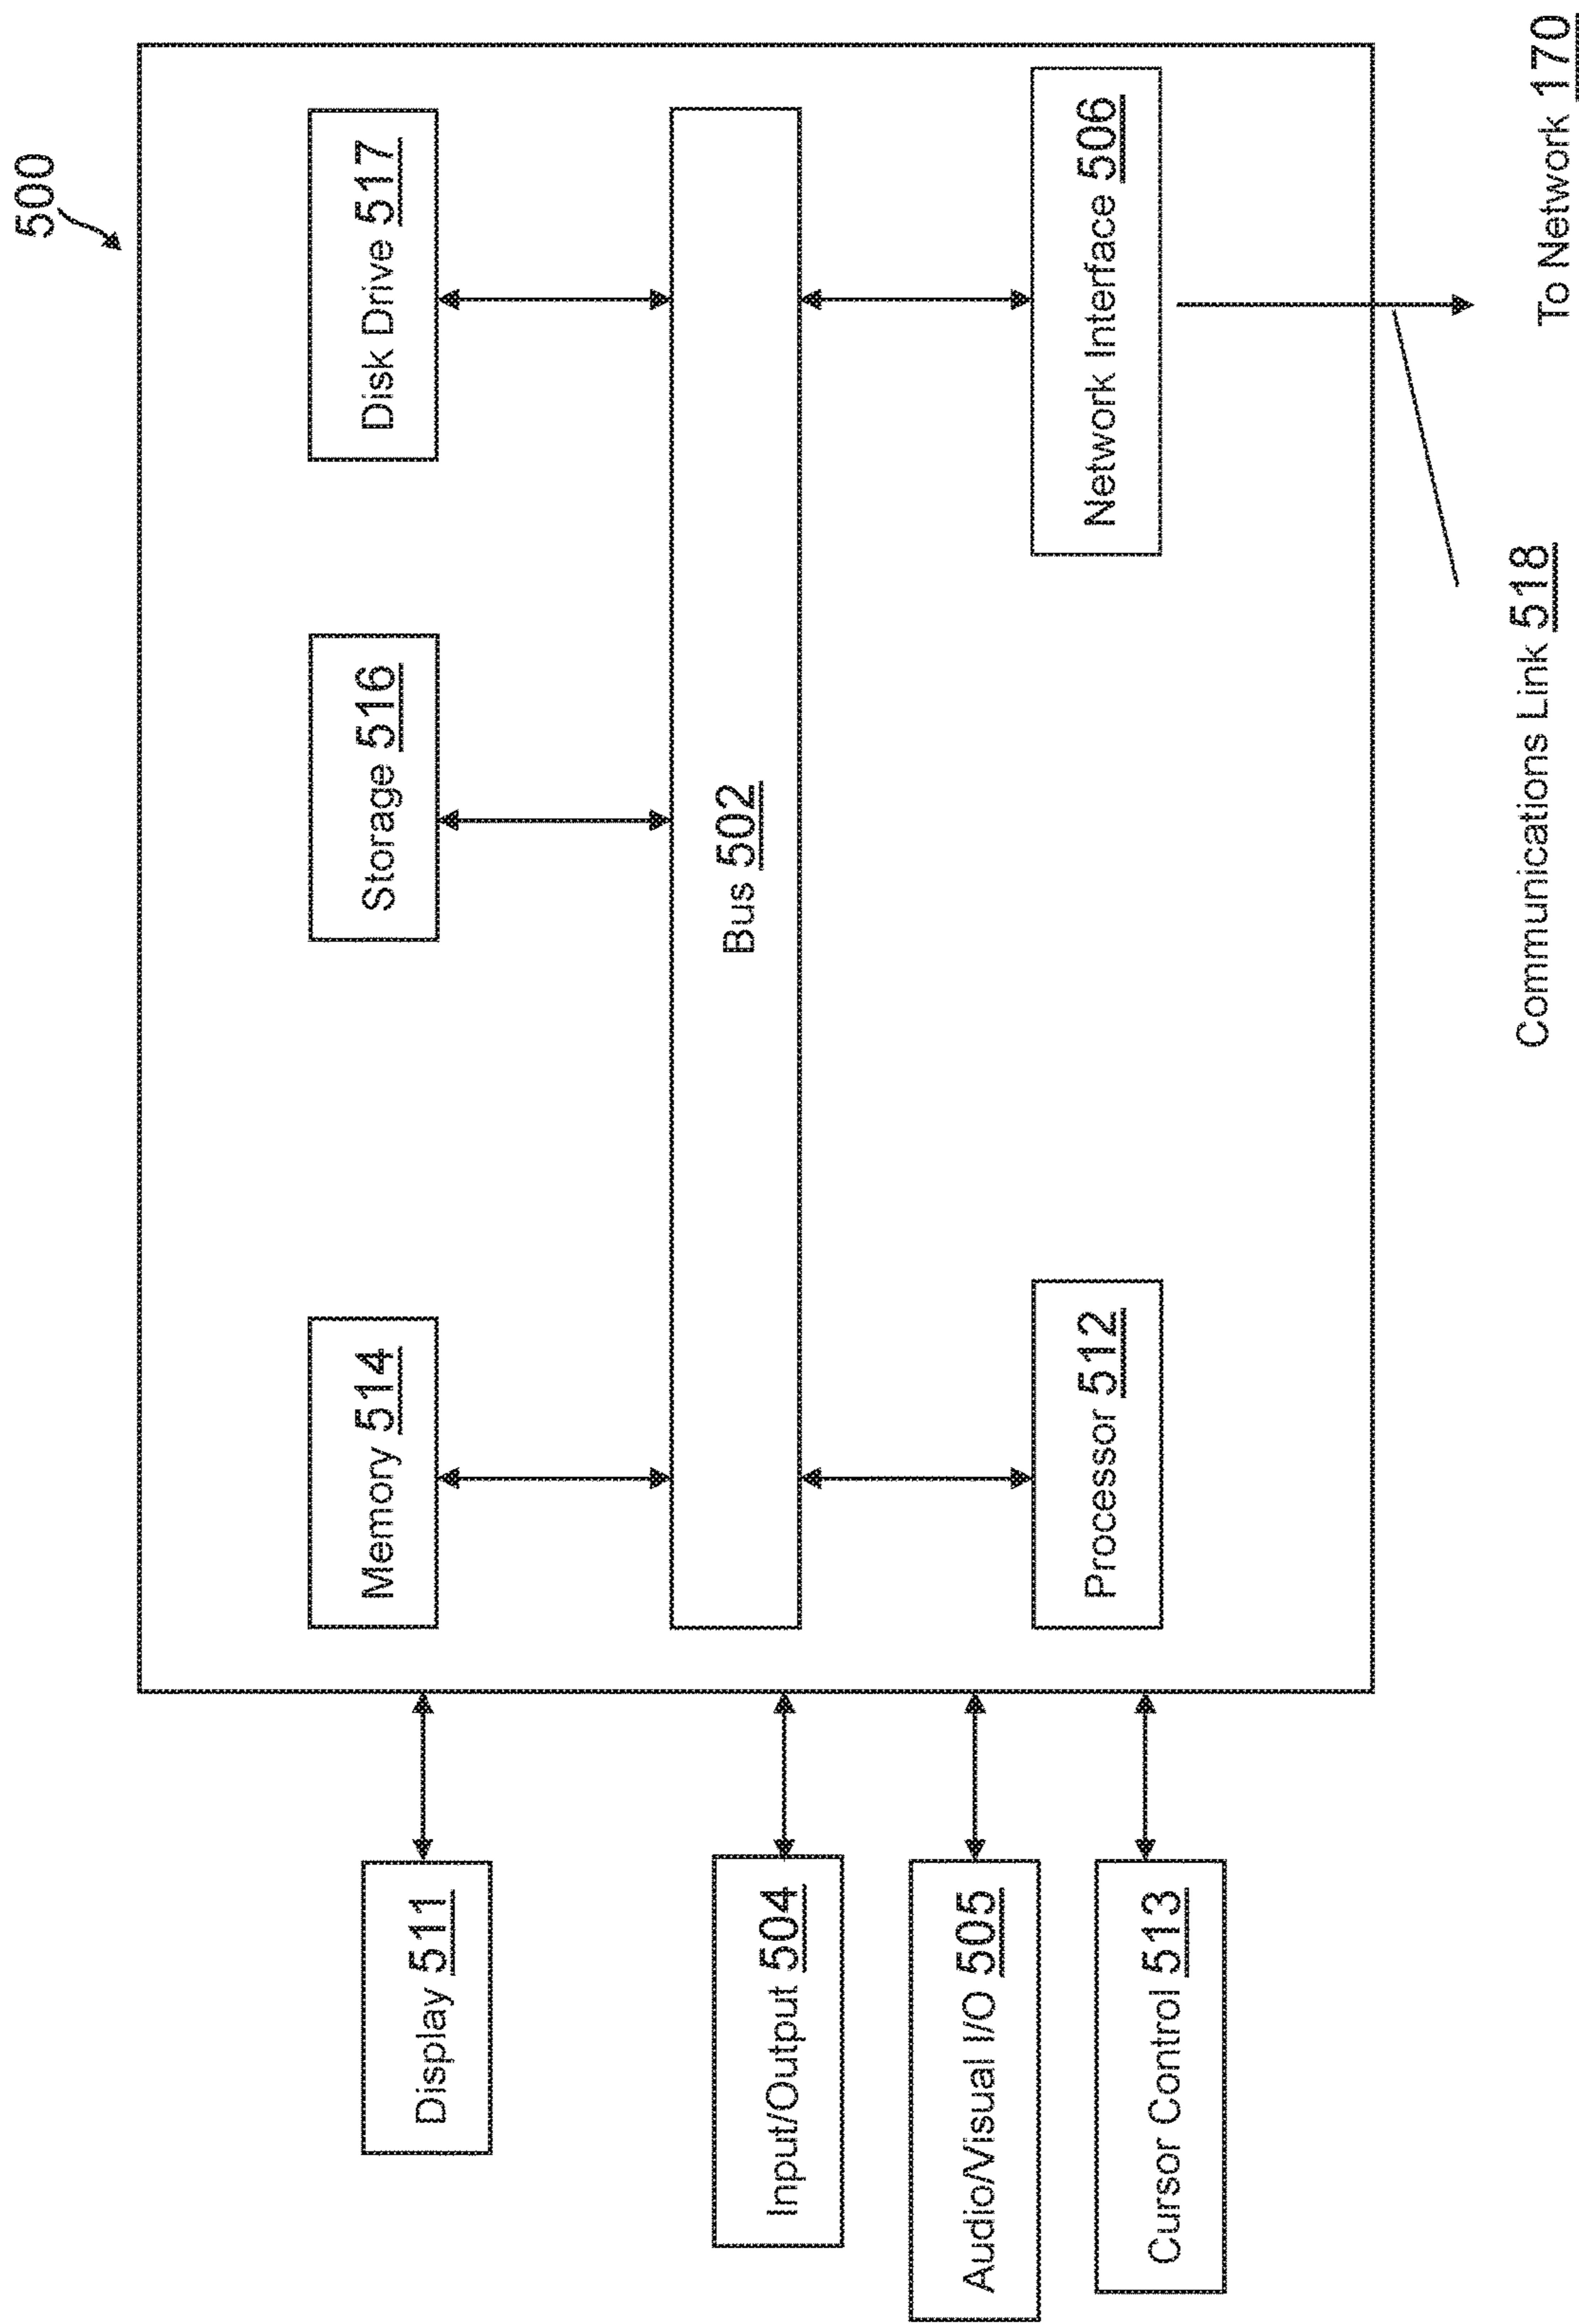 500
Display 511
Input/Output 504
Audio/Visual I/O 505
Cursor Control 513
Memory 514
Storage 516
Disk Drive 517
Bus 502
Processor 512
Network Interface 506
Communications Link 518
To Network 170